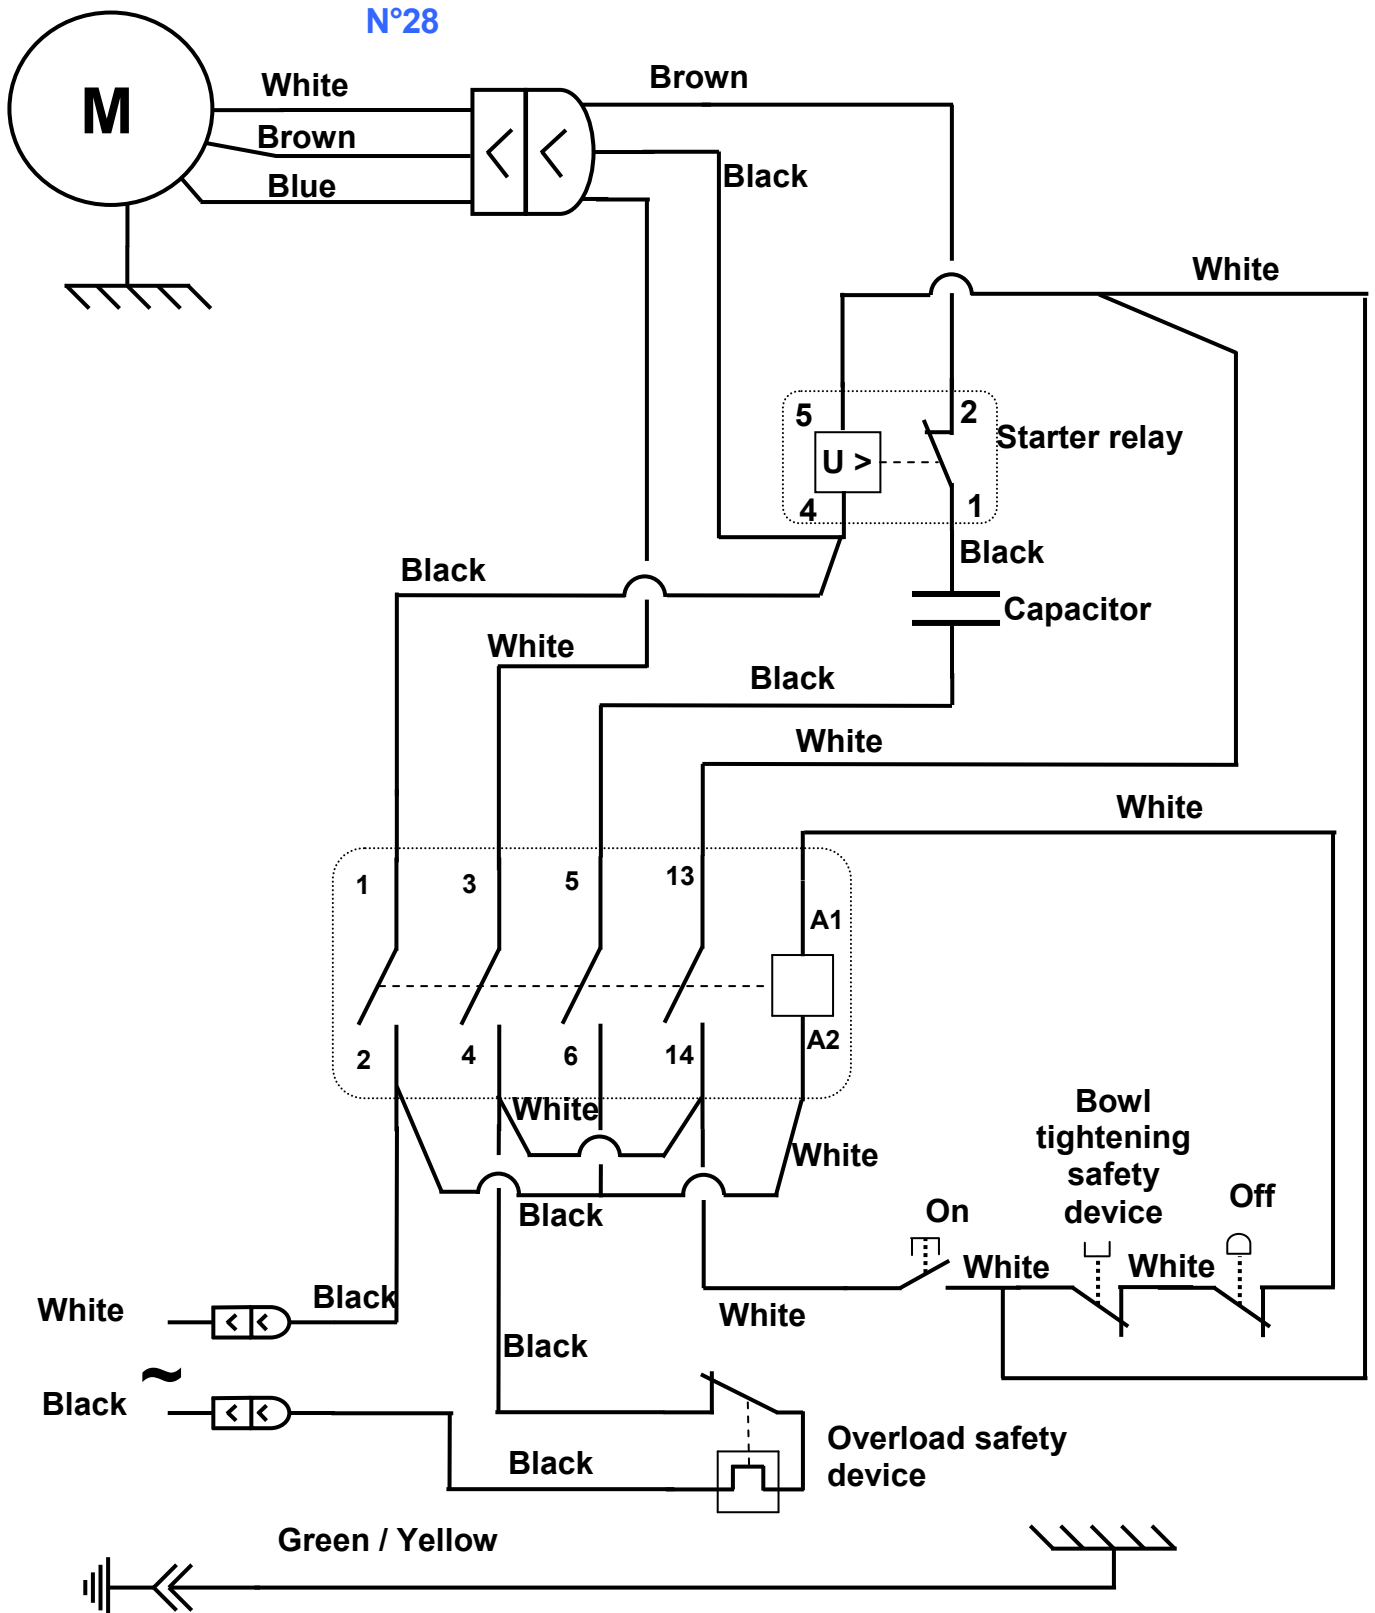 N°28
White
Brown
M
Brown
Blue
Black
White
5
2
Starter relay
U >
4
1
Black
Black
Capacitor
White
Black
White
White
1
3
5
13
A1
2
4
6
14
A2
White
White
Black
Bowl
tightening
safety
device
Off
On
White
White
White
White
Black
~
Black
Black
Black
Overload safety
device
Green / Yellow